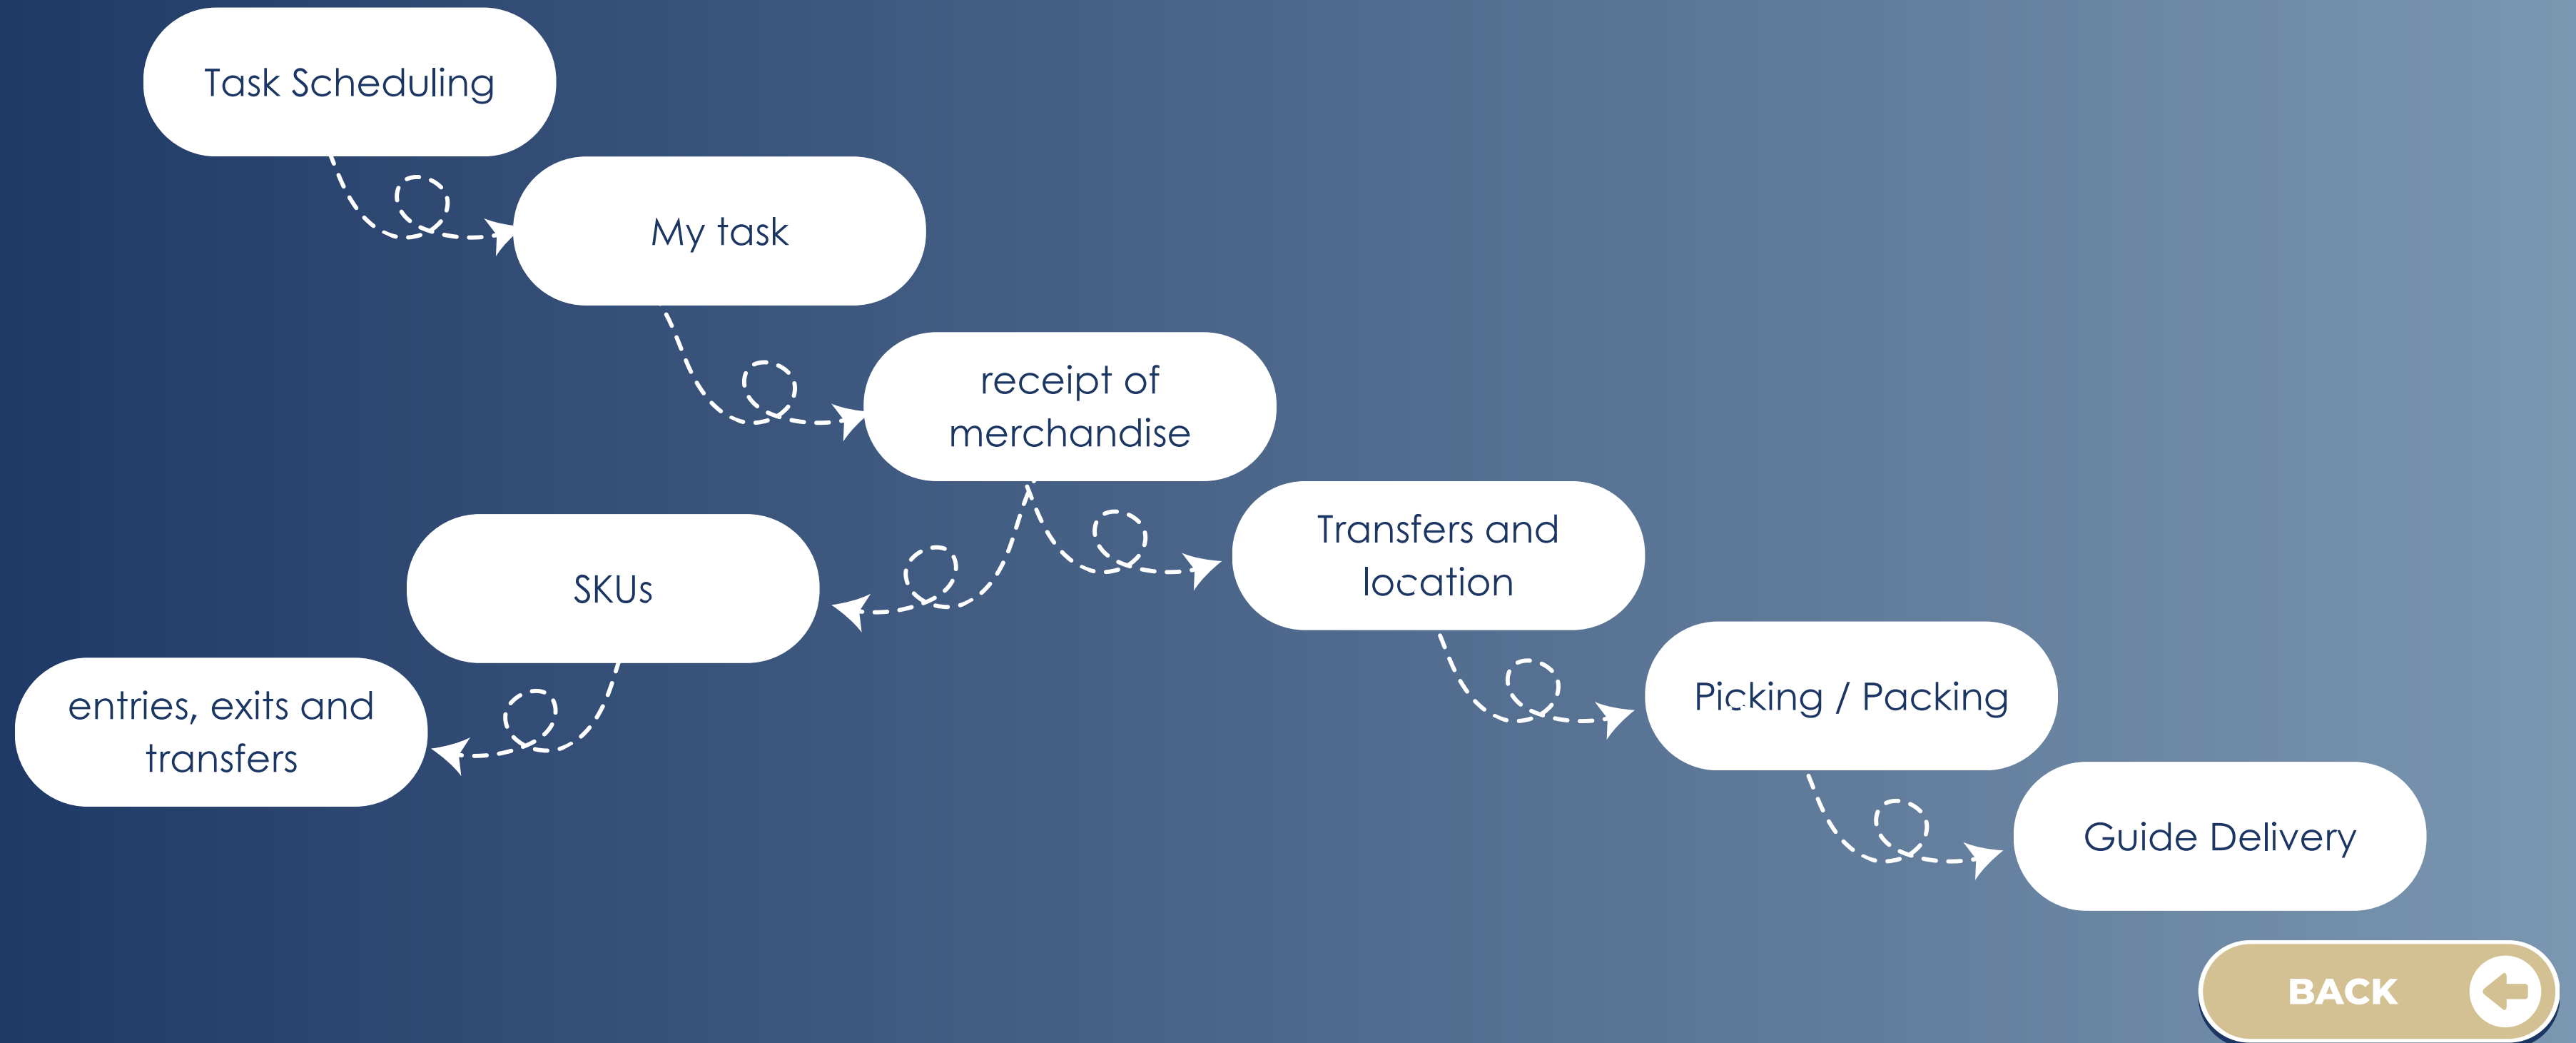 Task Scheduling
My task
receipt of
merchandise
Transfers and
location
SKUs
entries, exits and
transfers
Picking / Packing
Guide Delivery
BACK